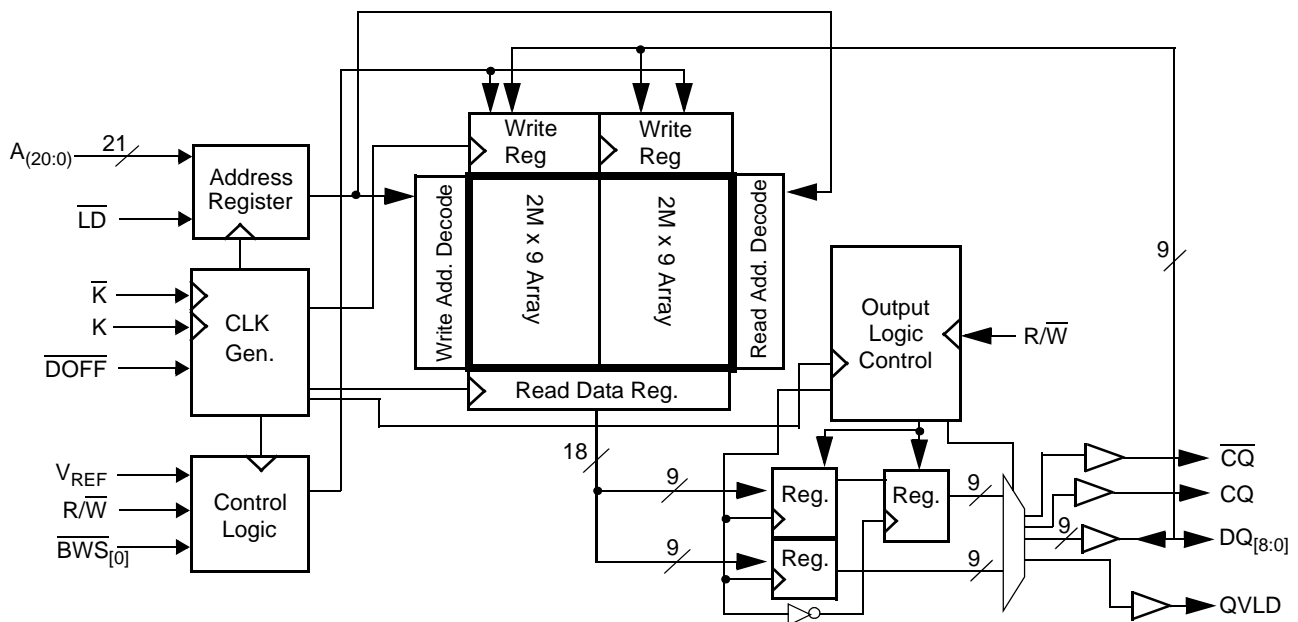 A(20:0)
21
LD
Address
Register
K
K
DOFF
CLK
Gen.
VREF
R/W
BWS[0]
Control
Logic
Write
Reg
Write
Reg
Write Add. Decode
2M x 9 Array
2M x 9 Array
Read Add. Decode
Read Data Reg.
Output
Logic
Control
R/W
9
18
9
9
Reg.
Reg.
Reg.
9
9
9
CQ
CQ
DQ[8:0]
QVLD